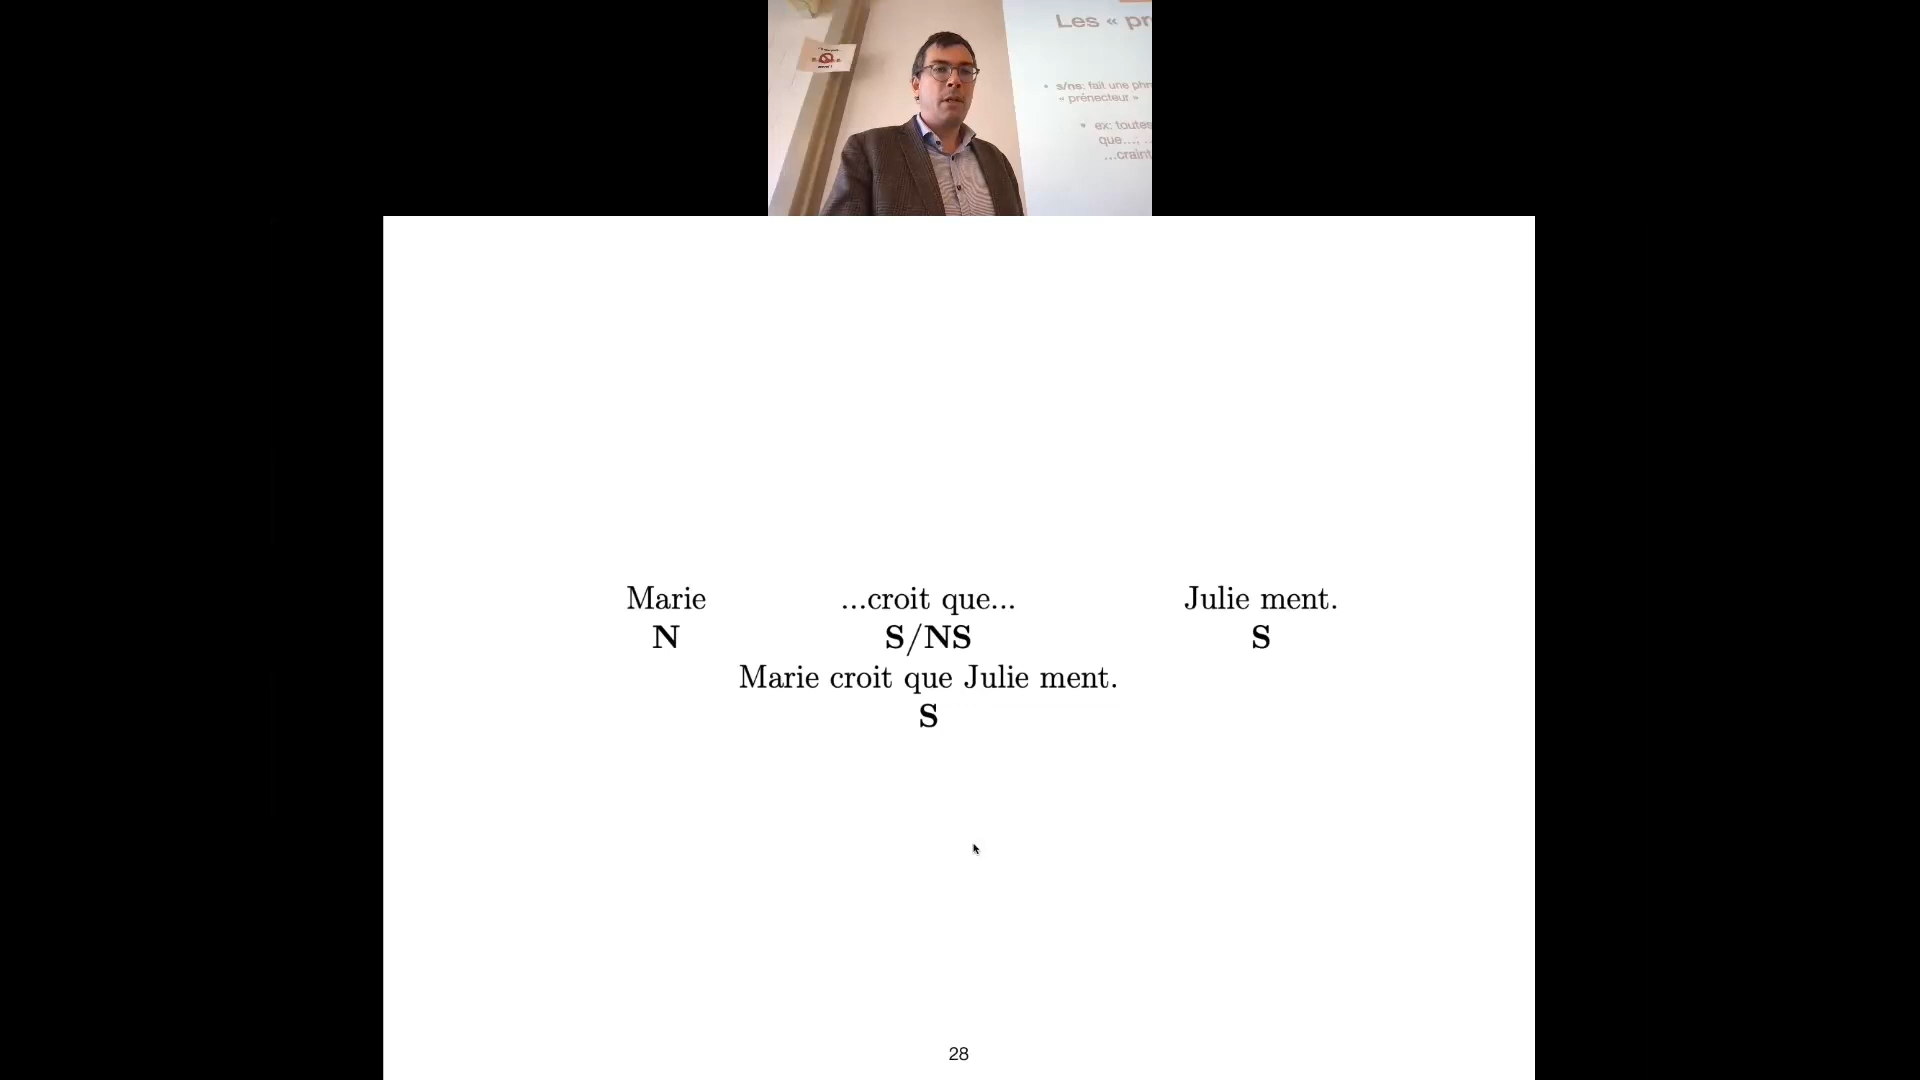 Les « pr
• s/ns: fait une phr
« prénecteur »
• ex: toutes
que...,
...craint
Marie ...croit que... Julie ment.
N S/NS S
Marie croit que Julie ment.
S
28